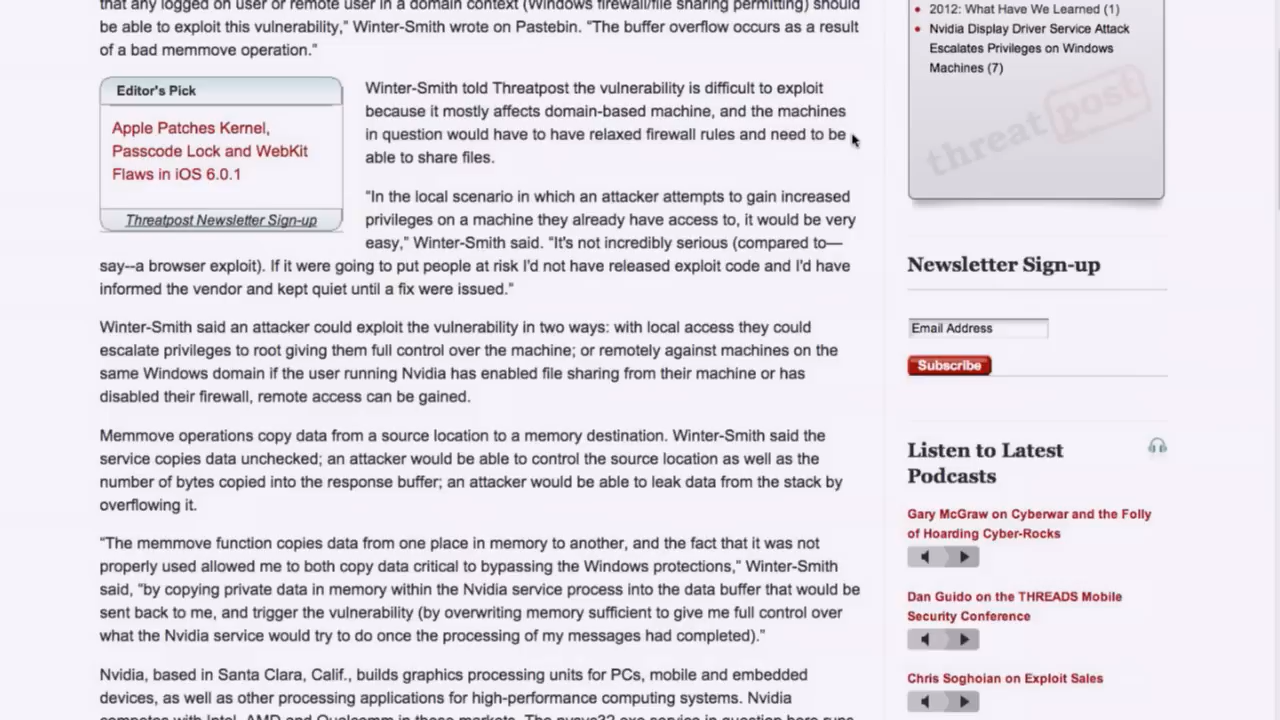 that any logged on user or remote user in a domain context (Windows firewall/file sharing permitting) should
be able to exploit this vulnerability,” Winter-Smith wrote on Pastebin. “The buffer overflow occurs as a result
of a bad memmove operation.”
Editor's Pick
Apple Patches Kernel,
Passcode Lock and WebKit
Flaws in iOS 6.0.1
Threatpost Newsletter Sign-up
Winter-Smith told Threatpost the vulnerability is difficult to exploit
because it mostly affects domain-based machine, and the machines
in question would have to have relaxed firewall rules and need to be
able to share files.
“In the local scenario in which an attacker attempts to gain increased
privileges on a machine they already have access to, it would be very
easy,” Winter-Smith said. “It's not incredibly serious (compared to—
say--a browser exploit). If it were going to put people at risk I'd not have released exploit code and I'd have
informed the vendor and kept quiet until a fix were issued.”
Winter-Smith said an attacker could exploit the vulnerability in two ways: with local access they could
escalate privileges to root giving them full control over the machine; or remotely against machines on the
same Windows domain if the user running Nvidia has enabled file sharing from their machine or has
disabled their firewall, remote access can be gained.
Memmove operations copy data from a source location to a memory destination. Winter-Smith said the
service copies data unchecked; an attacker would be able to control the source location as well as the
number of bytes copied into the response buffer; an attacker would be able to leak data from the stack by
overflowing it.
“The memmove function copies data from one place in memory to another, and the fact that it was not
properly used allowed me to both copy data critical to bypassing the Windows protections,” Winter-Smith
said, “by copying private data in memory within the Nvidia service process into the data buffer that would be
sent back to me, and trigger the vulnerability (by overwriting memory sufficient to give me full control over
what the Nvidia service would try to do once the processing of my messages had completed).”
Nvidia, based in Santa Clara, Calif., builds graphics processing units for PCs, mobile and embedded
devices, as well as other processing applications for high-performance computing systems. Nvidia
competes with Intel, AMD and Qualcomm in those markets. The nvsvc32.exe service in question here runs
2012: What Have We Learned (1)
Nvidia Display Driver Service Attack
Escalates Privileges on Windows
Machines (7)
threatpost
Newsletter Sign-up
Email Address
Subscribe
Listen to Latest
Podcasts
Gary McGraw on Cyberwar and the Folly
of Hoarding Cyber-Rocks
Dan Guido on the THREADS Mobile
Security Conference
Chris Soghoian on Exploit Sales